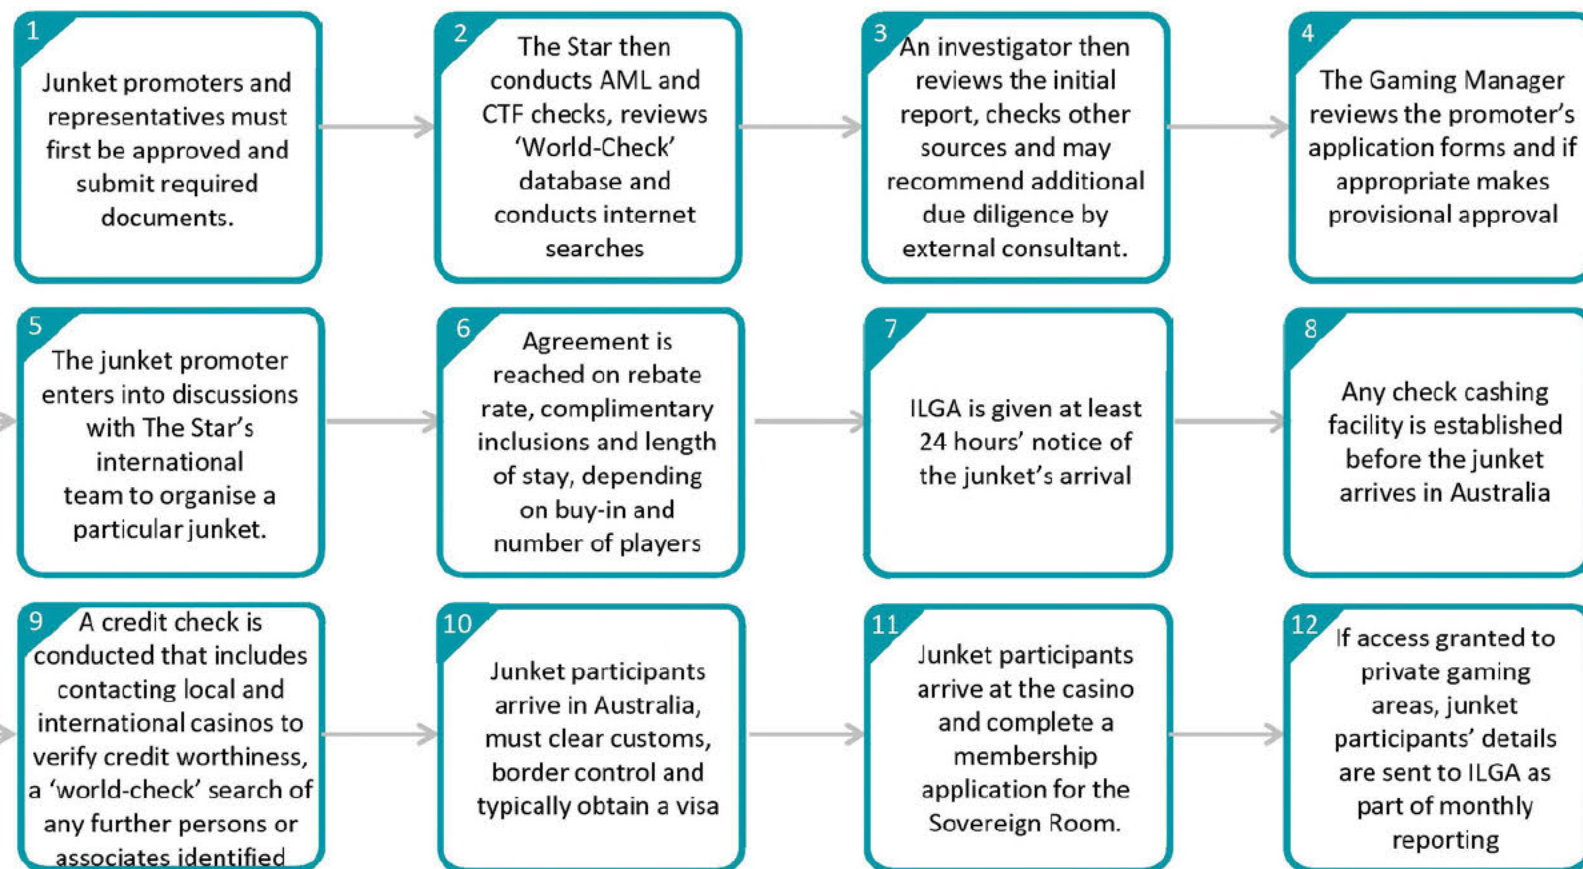 1
Junket promoters and
representatives must
first be approved and
submit required
documents.
2
The Star then
conducts AML and
CTF checks, reviews
‘World-Check’
database and
conducts internet
searches
3
An investigator then
reviews the initial
report, checks other
sources and may
recommend additional
due diligence by
external consultant.
4
The Gaming Manager
reviews the promoter’s
application forms and if
appropriate makes
provisional approval
5
The junket promoter
enters into discussions
with The Star’s
international
team to organise a
particular junket.
6
Agreement is
reached on rebate
rate, complimentary
inclusions and length
of stay, depending
on buy-in and
number of players
7
ILGA is given at least
24 hours’ notice of
the junket’s arrival
8
Any check cashing
facility is established
before the junket
arrives in Australia
9
A credit check is
conducted that includes
contacting local and
international casinos to
verify credit worthiness,
a ‘world-check’ search of
any further persons or
associates identified
10
Junket participants
arrive in Australia,
must clear customs,
border control and
typically obtain a visa
11
Junket participants
arrive at the casino
and complete a
membership
application for the
Sovereign Room.
12
If access granted to
private gaming
areas, junket
participants’ details
are sent to ILGA as
part of monthly
reporting